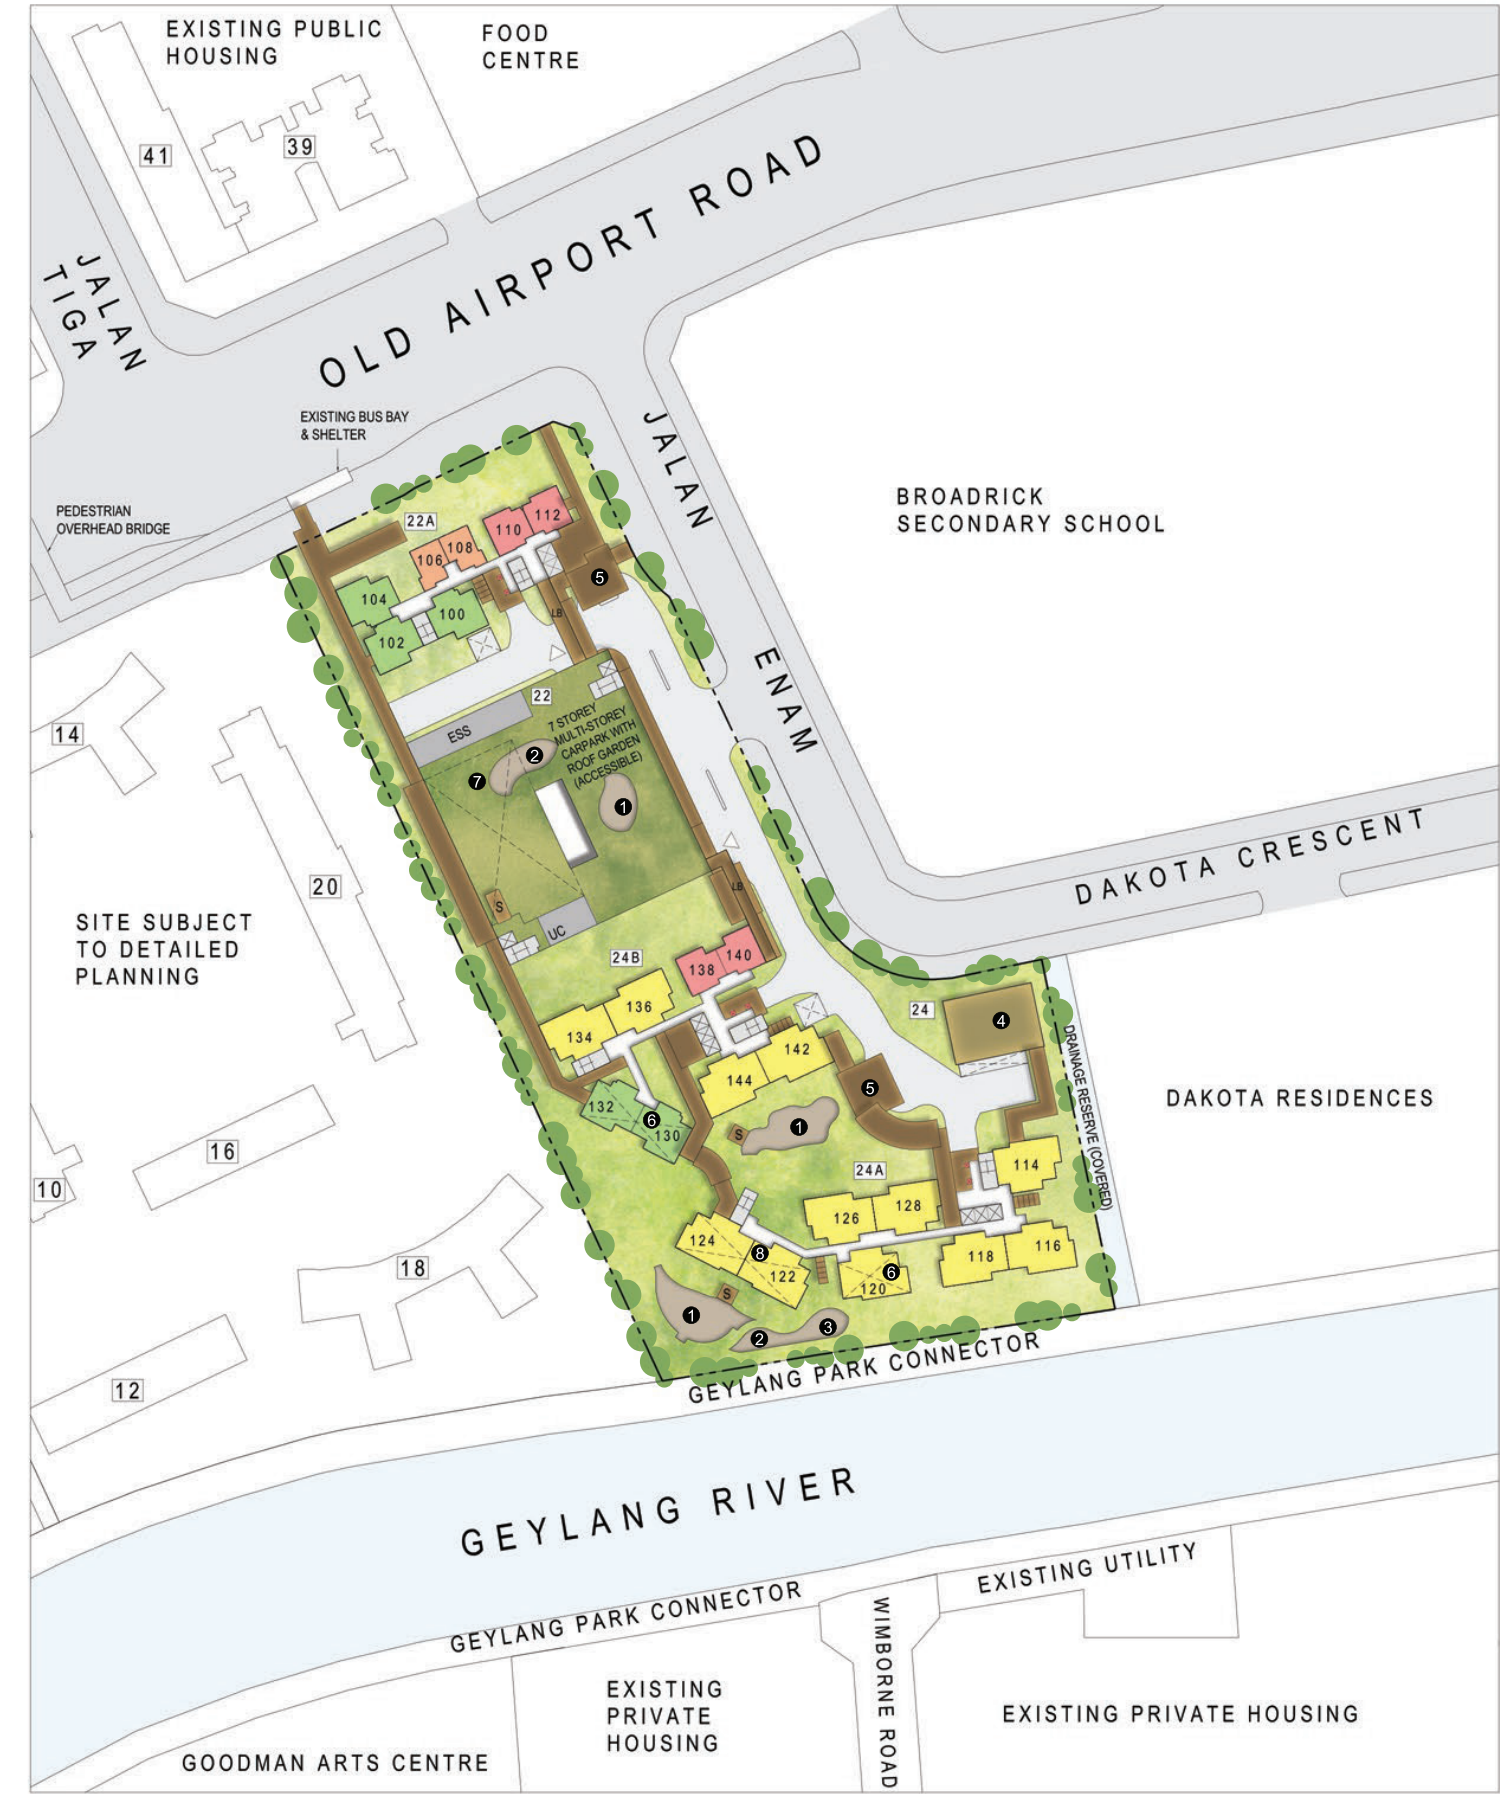 EXISTING PUBLIC
HOUSING
FOOD
CENTRE
41
39
OLD AIRPORT ROAD
JALAN
TIGA
EXISTING BUS BAY
& SHELTER
PEDESTRIAN
OVERHEAD BRIDGE
JALAN
ENAM
BROADRICK
SECONDARY SCHOOL
22A
110
112
106
108
104
100
102
5
LB
22
ESS
7 STOREY
MULTI-STOREY
CARPARK WITH
ROOF GARDEN
(ACCESSIBLE)
2
7
1
14
20
S
UC
LB
DAKOTA CRESCENT
SITE SUBJECT
TO DETAILED
PLANNING
24B
138
140
136
134
142
144
24
4
5
132
6
130
S
1
24A
DRAINAGE RESERVE (COVERED)
DAKOTA RESIDENCES
16
10
18
12
114
126
128
124
8
122
6
120
118
116
S
1
2
3
GEYLANG PARK CONNECTOR
GEYLANG RIVER
GEYLANG PARK CONNECTOR
EXISTING UTILITY
WIMBORNE ROAD
EXISTING
PRIVATE
HOUSING
EXISTING PRIVATE HOUSING
GOODMAN ARTS CENTRE